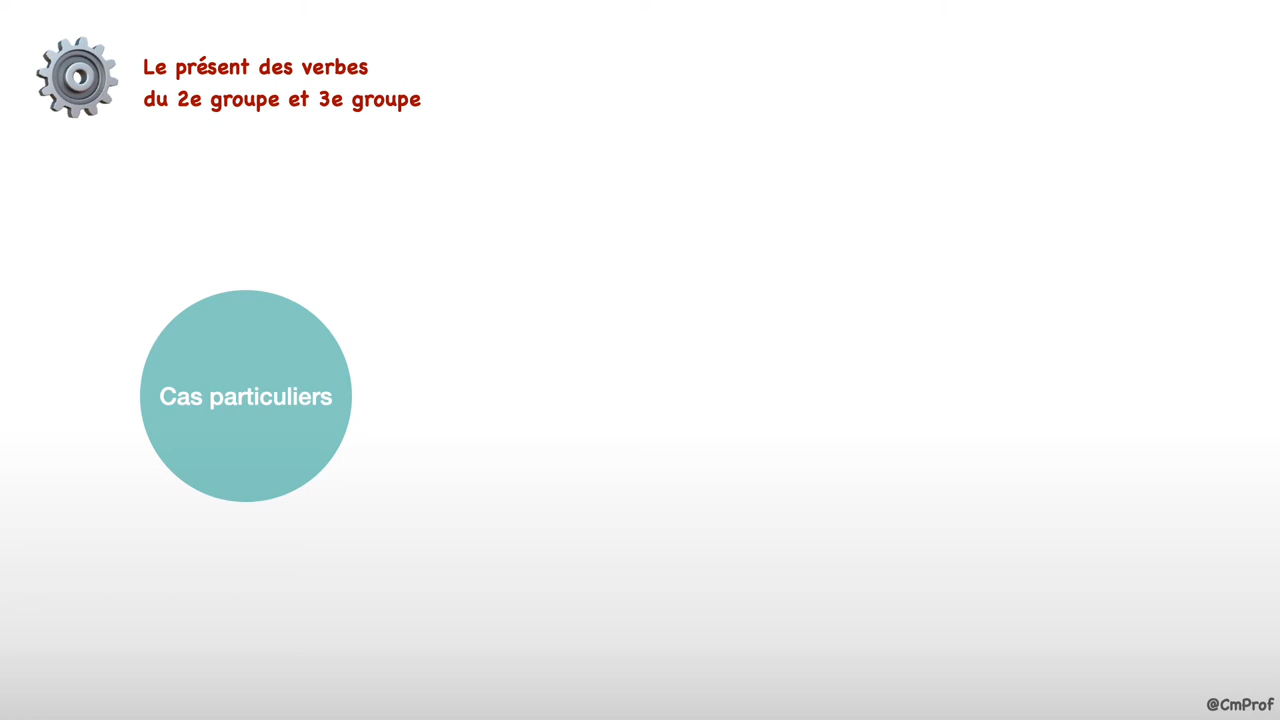 Le présent des verbes
du 2e groupe et 3e groupe
Cas particuliers
@CmProf